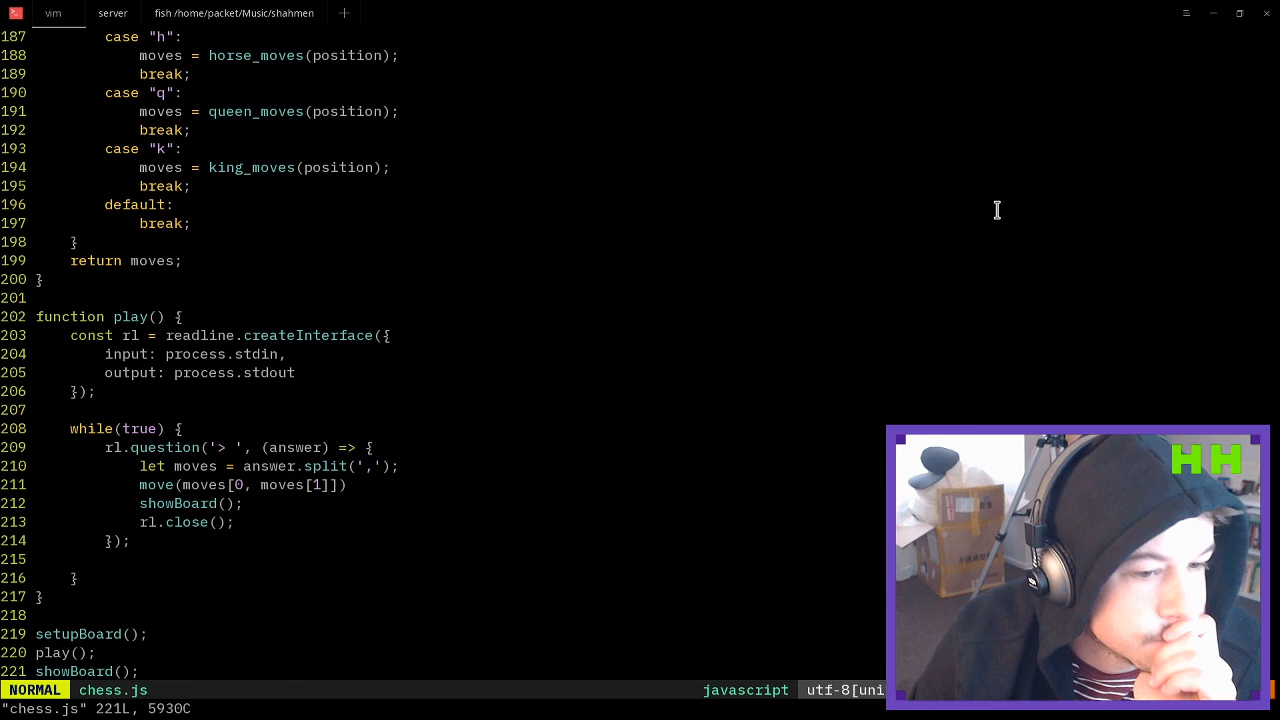 vim server fish /home/packet/Music/shahmen
187         case "h":
188             moves = horse_moves(position);
189             break;
190         case "q":
191             moves = queen_moves(position);
192             break;
193         case "k":
194             moves = king_moves(position);
195             break;
196         default:
197             break;
198     }
199     return moves;
200 }
201
202 function play() {
203     const rl = readline.createInterface({
204         input: process.stdin,
205         output: process.stdout
206     });
207
208     while(true) {
209         rl.question('> ', (answer) => {
210             let moves = answer.split(',');
211             move(moves[0, moves[1]])
212             showBoard();
213             rl.close();
214         });
215
216     }
217 }
218
219 setupBoard();
220 play();
221 showBoard();
NORMAL chess.js javascript utf-8[uni
"chess.js" 221L, 5930C
HH